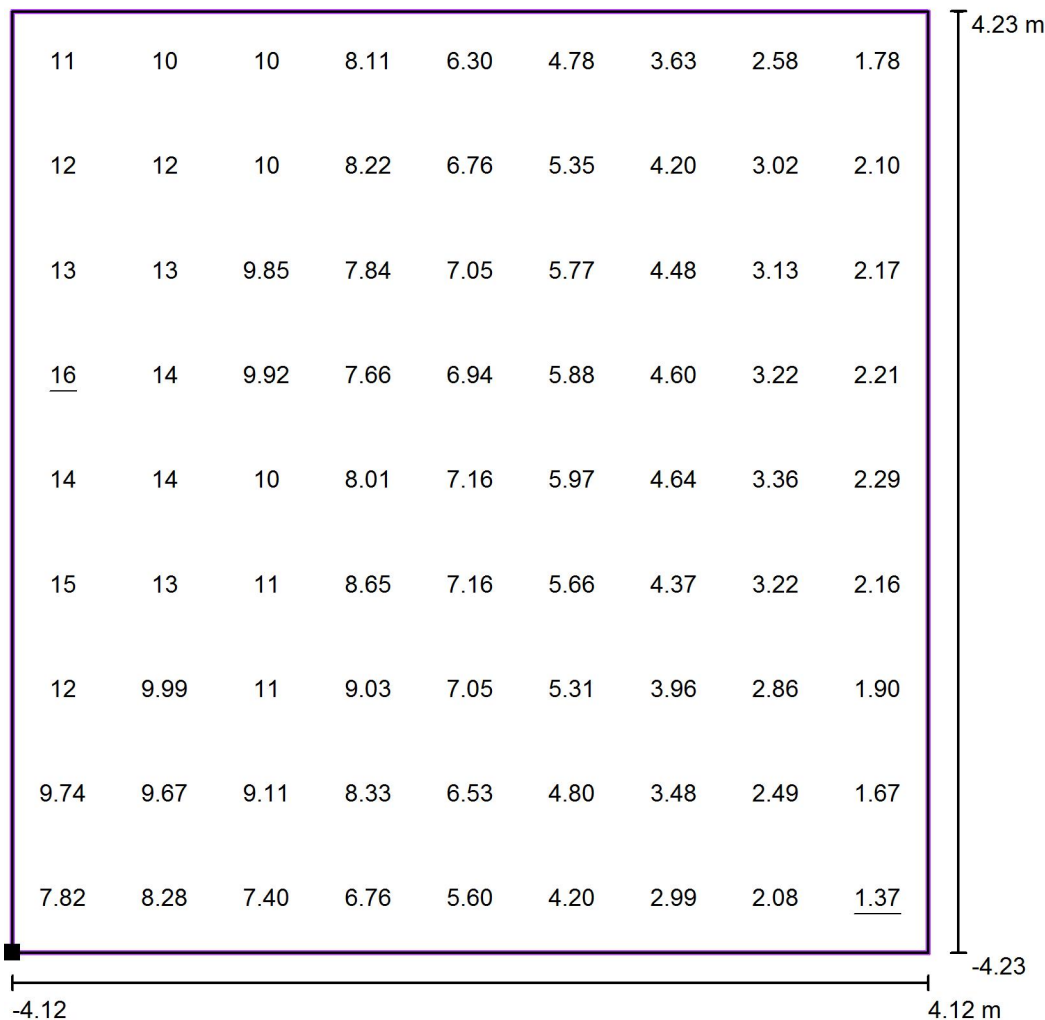 4.23 m
11 10 10 8.11 6.30 4.78 3.63 2.58 1.78
12 12 10 8.22 6.76 5.35 4.20 3.02 2.10
13 13 9.85 7.84 7.05 5.77 4.48 3.13 2.17
16 14 9.92 7.66 6.94 5.88 4.60 3.22 2.21
14 14 10 8.01 7.16 5.97 4.64 3.36 2.29
15 13 11 8.65 7.16 5.66 4.37 3.22 2.16
12 9.99 11 9.03 7.05 5.31 3.96 2.86 1.90
9.74 9.67 9.11 8.33 6.53 4.80 3.48 2.49 1.67
7.82 8.28 7.40 6.76 5.60 4.20 2.99 2.08 1.37
-4.23
-4.12 4.12 m